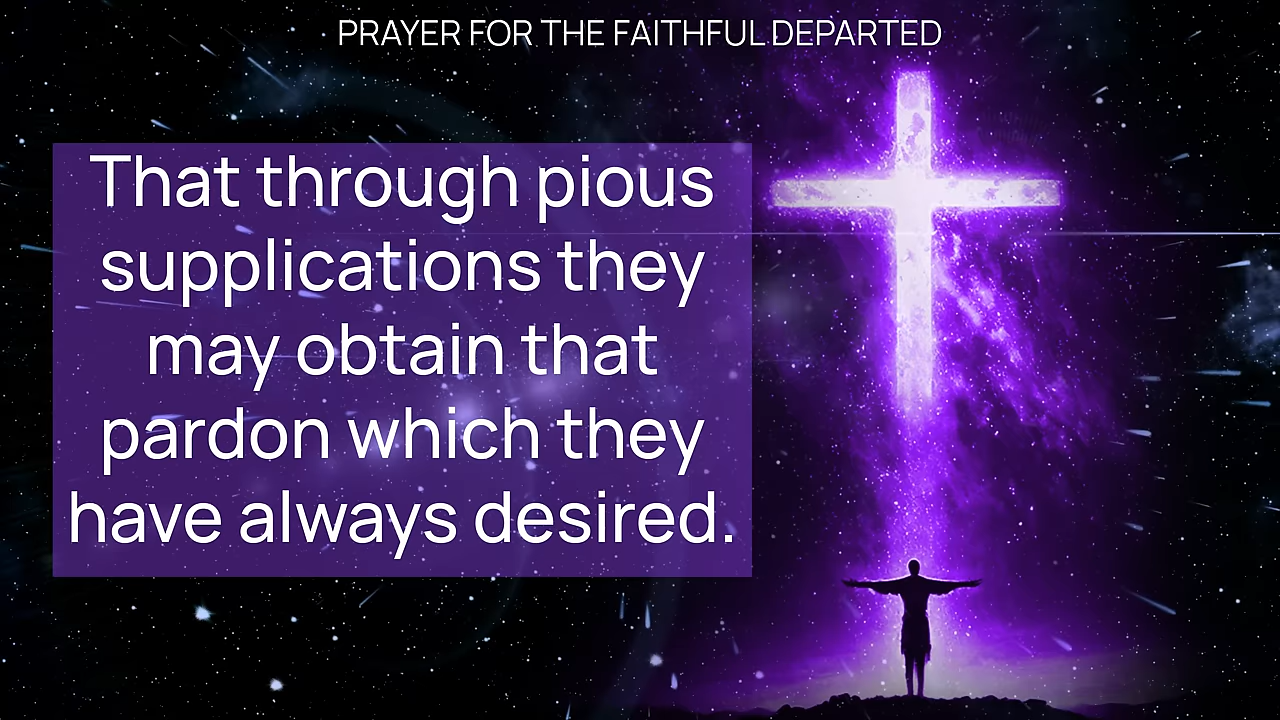 PRAYER FOR THE FAITHFUL DEPARTED
That through pious
supplications they
may obtain that
pardon which they
have always desired.